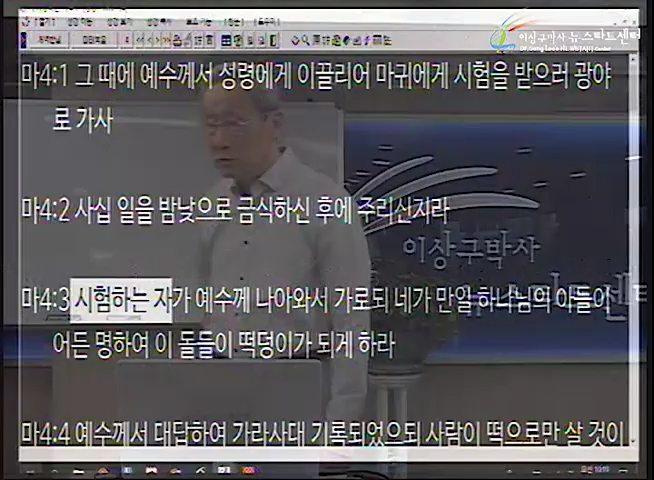 이상구박사 뉴스타트센터
마4:1 그 때에 예수께서 성령에게 이끌리어 마귀에게 시험을 받으러 광야
로 가사
마4:2 사십 일을 밤낮으로 금식하신 후에 주리신지라
이상구박사
마4:3 시험하는 자가 예수께 나아와서 가로되 네가 만일 하나님의 아들이
어든 명하여 이 돌들이 떡덩이가 되게 하라
마4:4 예수께서 대답하여 가라사대 기록되었으되 사람이 떡으로만 살 것이